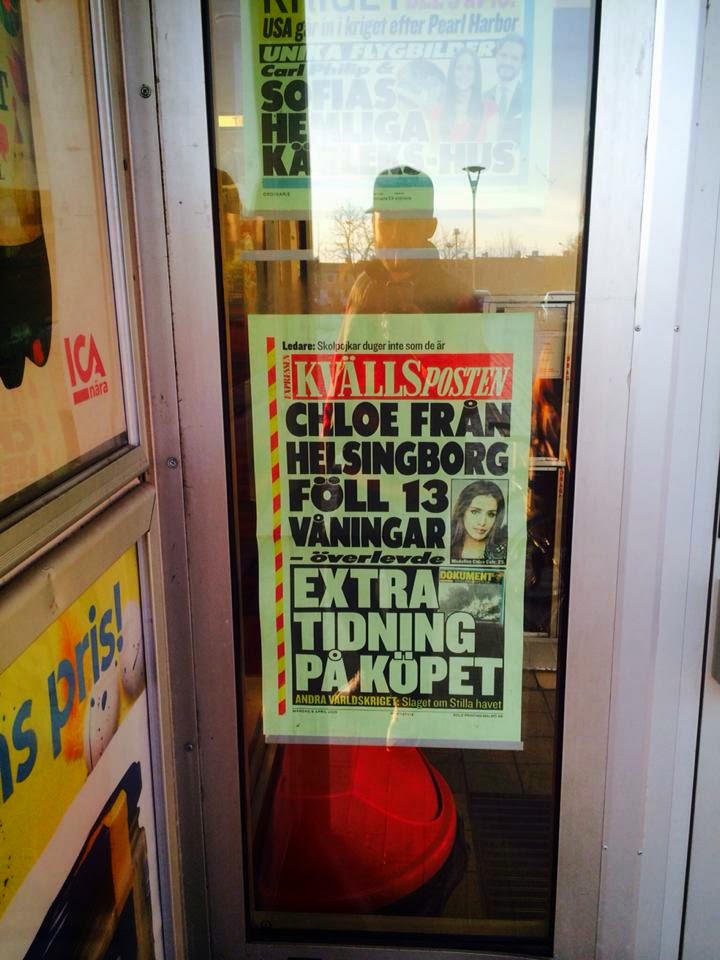 USA går in i kriget efter Pearl Harbor
UNIKA FLYGBILDER
Carl Philip &
SOFIAS
HEMLIGA
KÄRLEKS-HUS
ICA
nära
Ledare: Skolpojkar duger inte som de är
EXPRESSEN
KVÄLLSPOSTEN
CHLOE FRÅN
HELSINGBORG
FÖLL 13
VÅNINGAR
– överlevde
EXTRA
TIDNING
PÅ KÖPET
DOKUMENT
ANDRA VÄRLDSKRIGET: Slaget om Stilla havet
s pris!